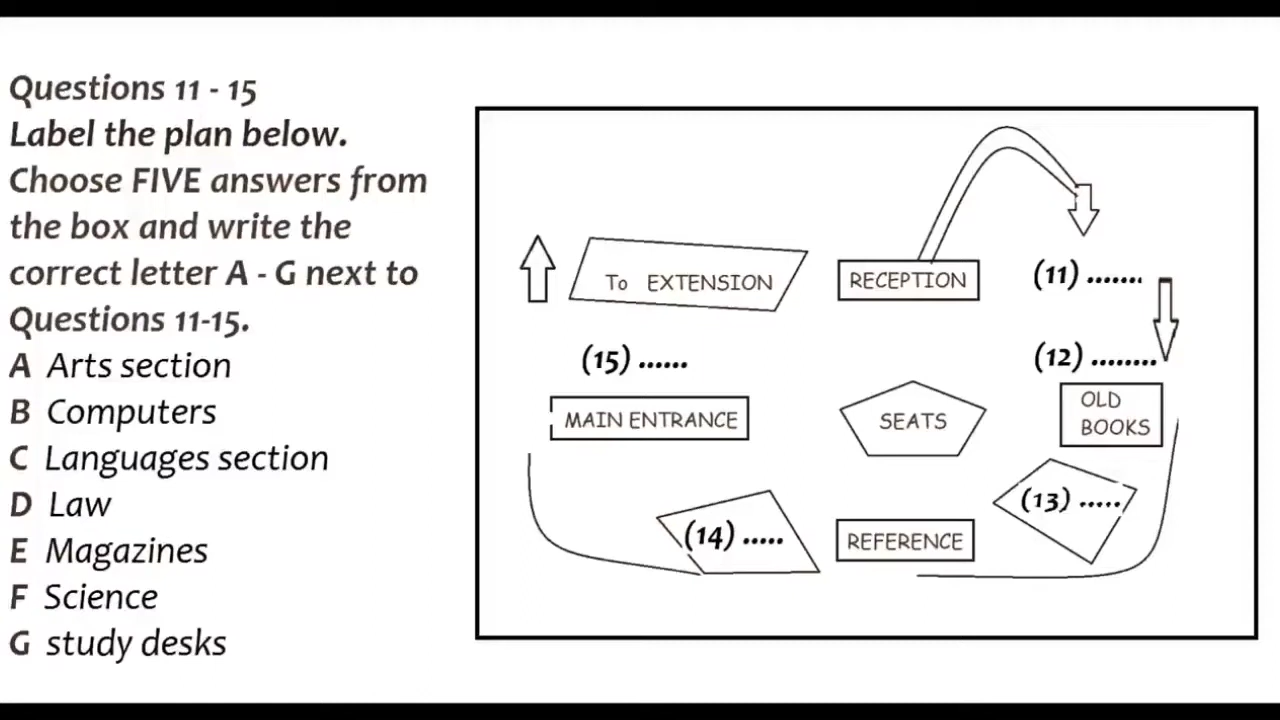 Questions 11 - 15
Label the plan below.
Choose FIVE answers from
the box and write the
correct letter A - G next to
Questions 11-15.
A Arts section
B Computers
C Languages section
D Law
E Magazines
F Science
G study desks
To EXTENSION
RECEPTION
(11) .......
(15) ......
(12) ........
MAIN ENTRANCE
SEATS
OLD
BOOKS
(13) .....
(14) .....
REFERENCE